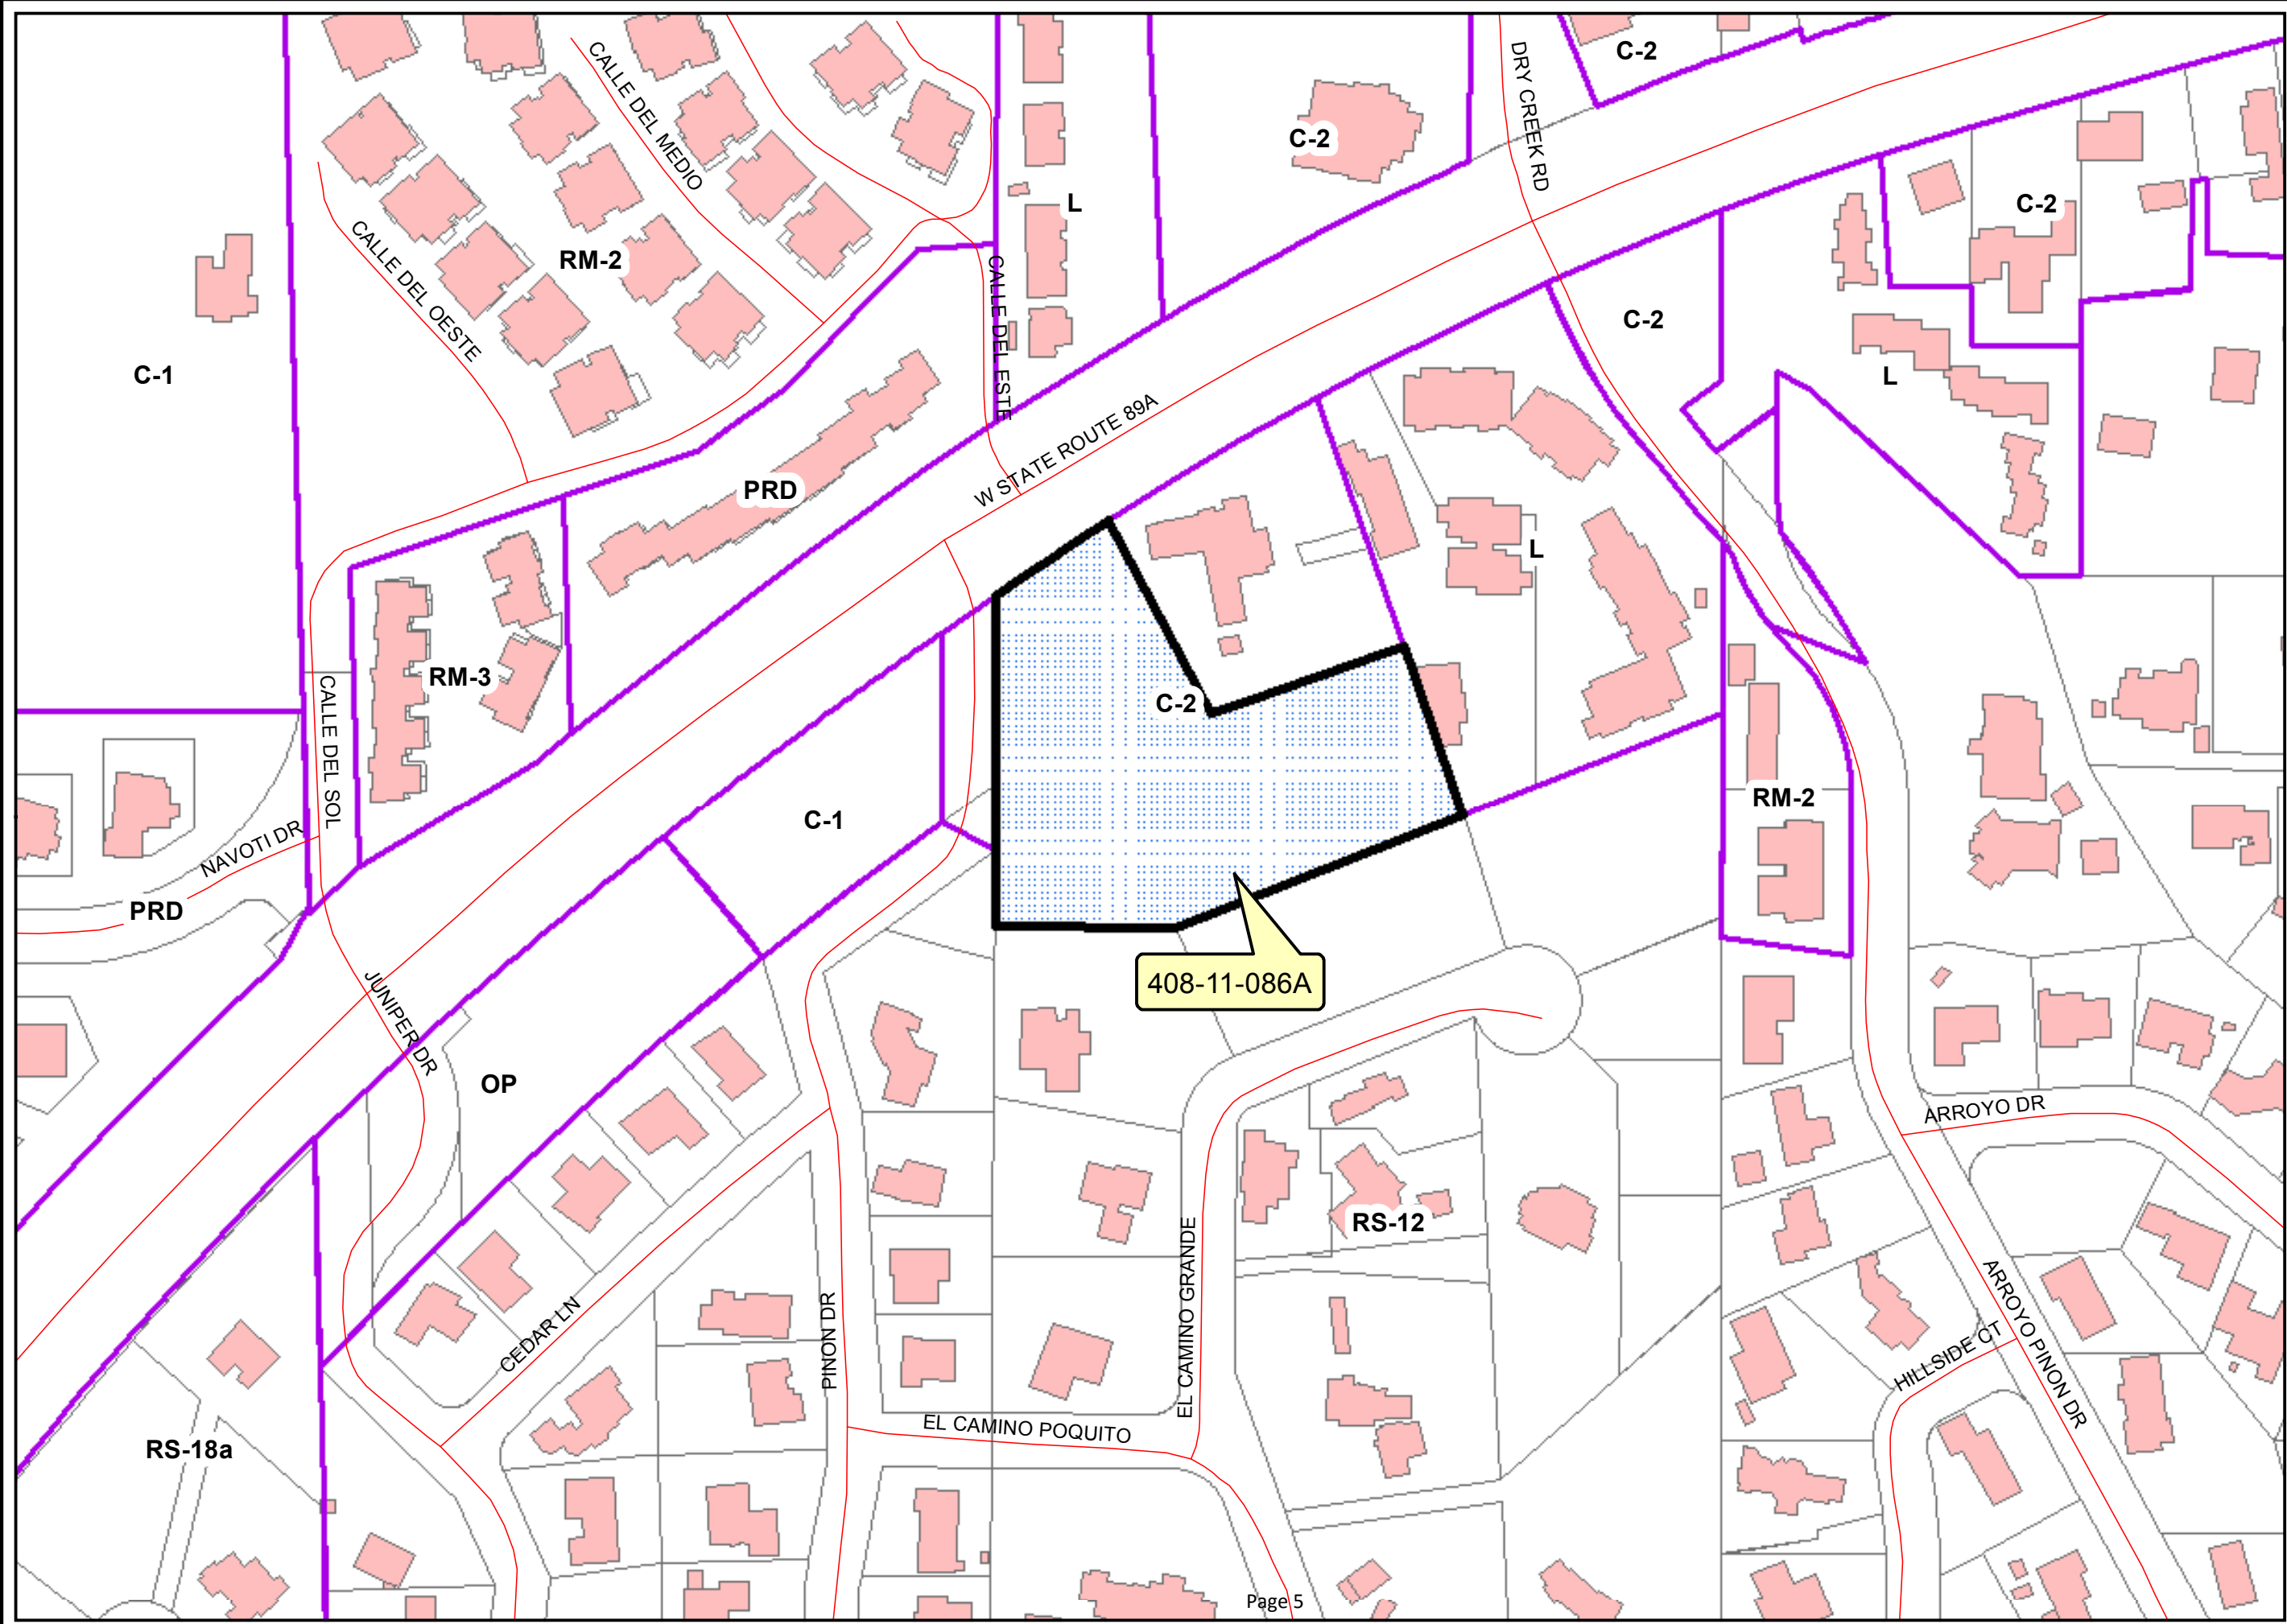 C-2
DRY CREEK RD
CALLE DEL MEDIO
C-2
L
C-2
CALLE DEL OESTE
RM-2
CALLE DEL ESTE
C-2
C-1
L
W STATE ROUTE 89A
PRD
L
RM-3
C-2
CALLE DEL SOL
RM-2
C-1
NAVOTI DR
PRD
408-11-086A
JUNIPER DR
OP
ARROYO DR
RS-12
EL CAMINO GRANDE
CEDAR LN
PINON DR
ARROYO PINON DR
HILLSIDE CT
EL CAMINO POQUITO
RS-18a
Page 5